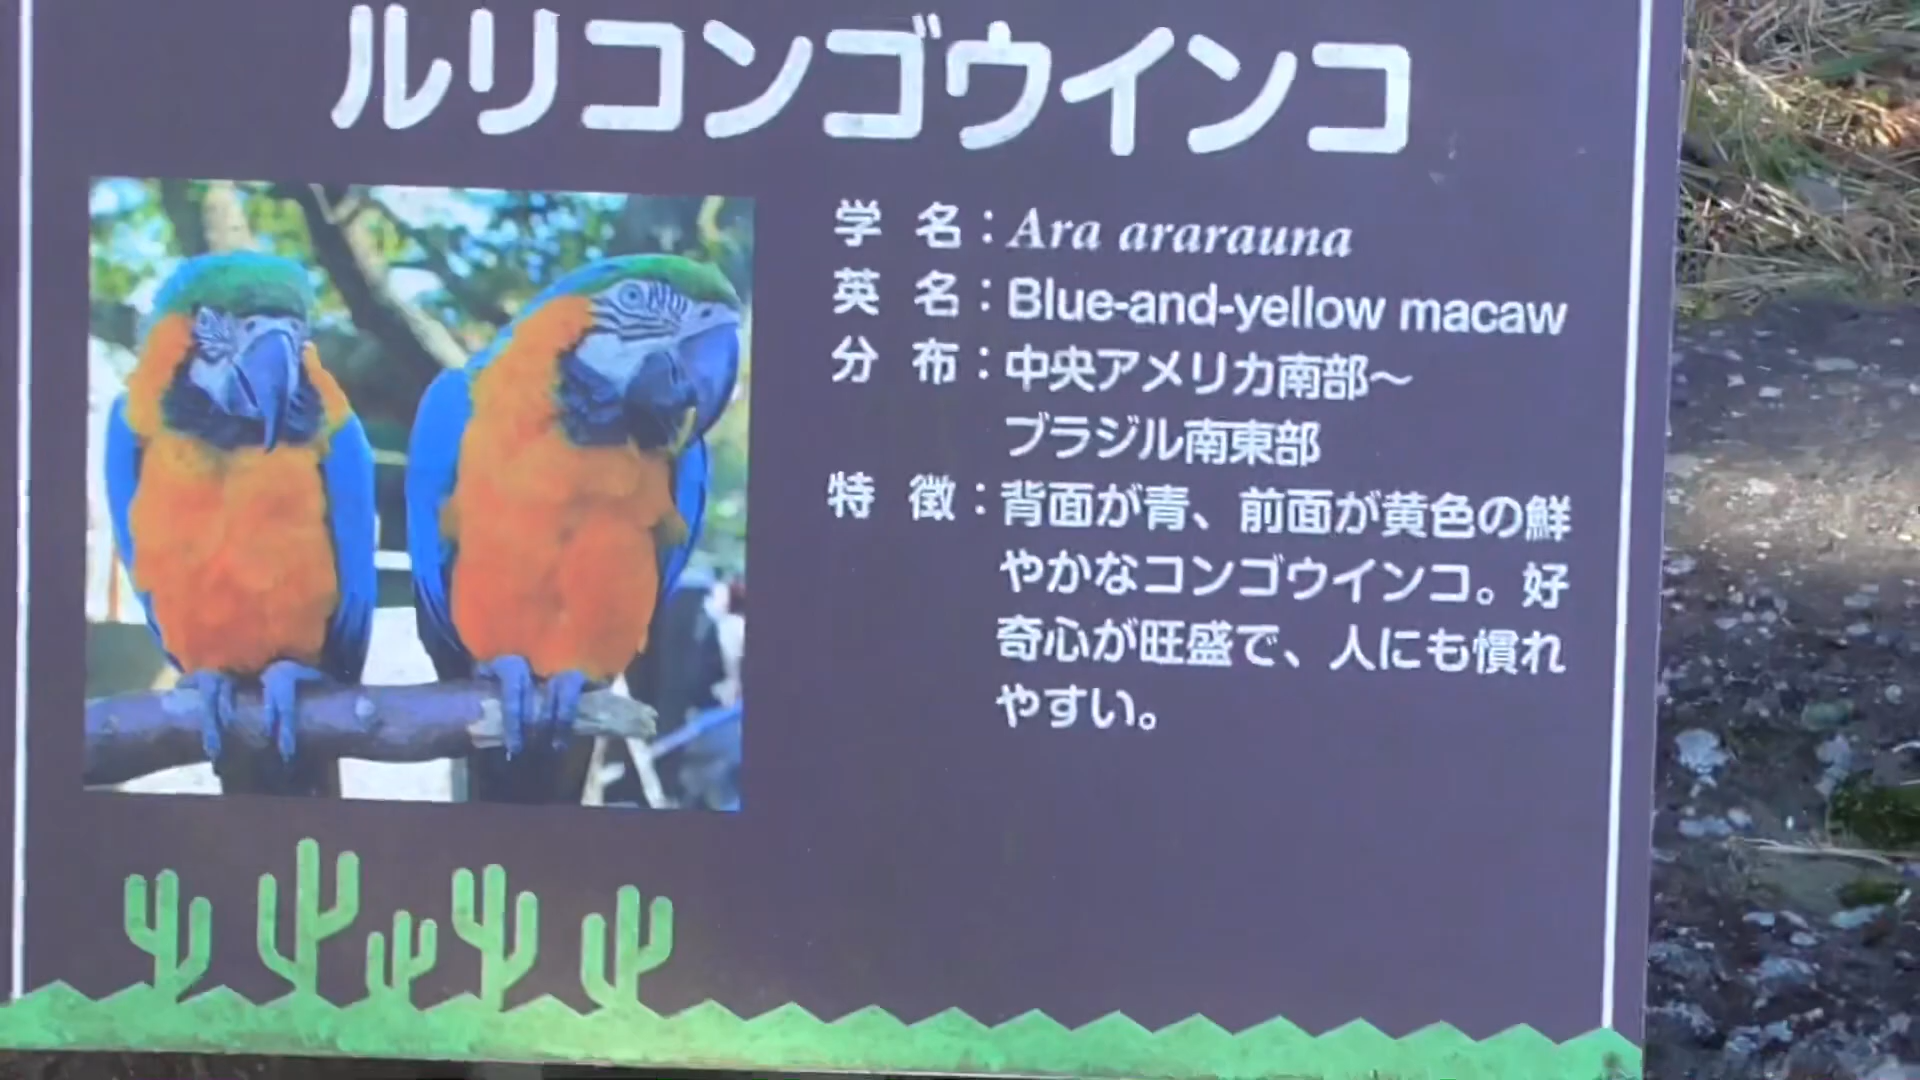 ルリコンゴウインコ
学 名：Ara ararauna
英 名：Blue-and-yellow macaw
分 布：中央アメリカ南部〜
ブラジル南東部
特 徴：背面が青、前面が黄色の鮮
やかなコンゴウインコ。好
奇心が旺盛で、人にも慣れ
やすい。